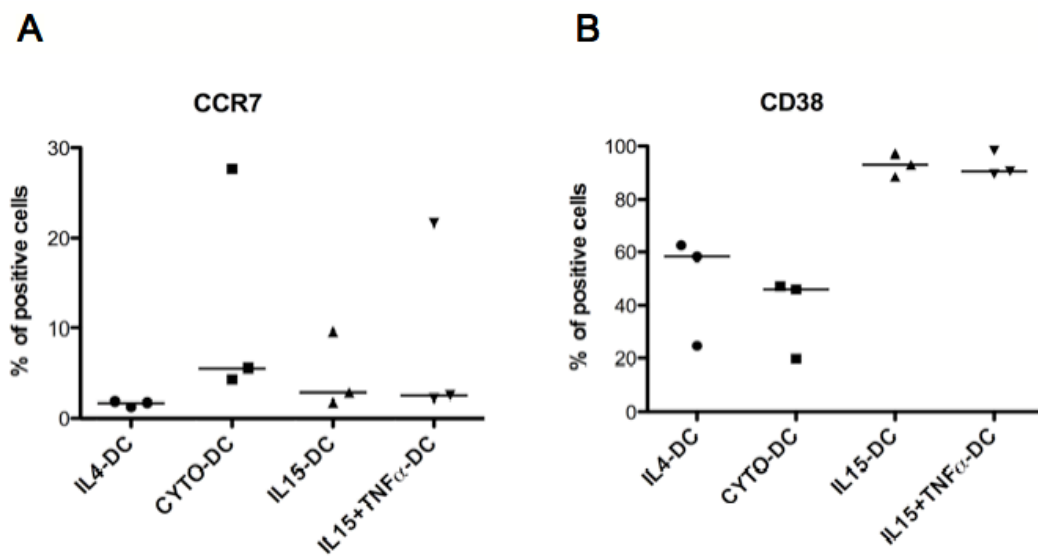 A
CCR7
% of positive cells
30
20
10
0
IL4-DC
CYTO-DC
IL15-DC
IL15+TNFα-DC
B
CD38
% of positive cells
100
80
60
40
20
0
IL4-DC
CYTO-DC
IL15-DC
IL15+TNFα-DC